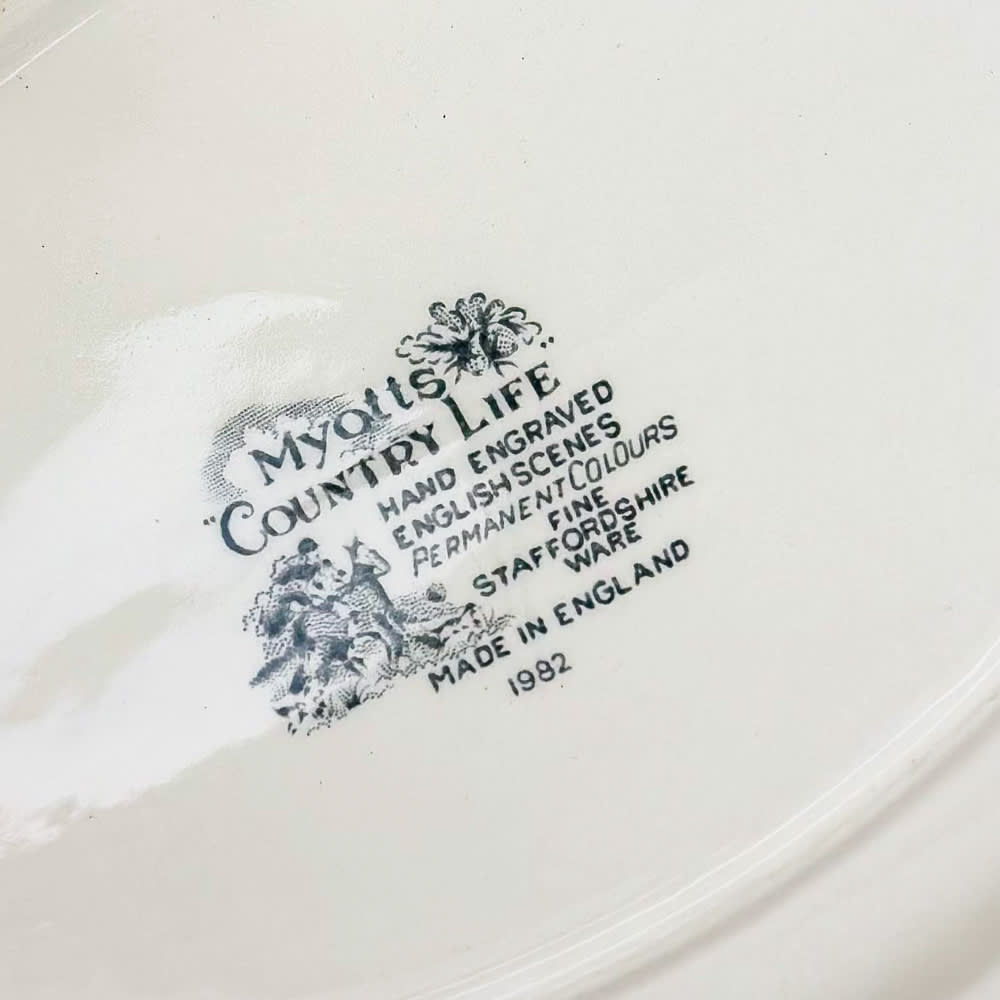 Myotts
"COUNTRY LIFE"
HAND ENGRAVED
ENGLISH SCENES
PERMANENT COLOURS
FINE
STAFFORDSHIRE
WARE
MADE IN ENGLAND
1982